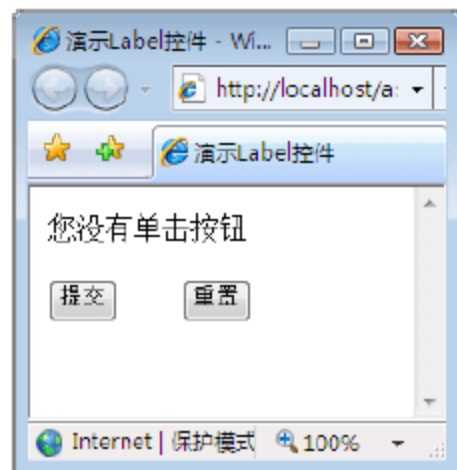 演示Label控件 - Wi...
http://localhost/a
演示Label控件
您没有单击按钮
提交 重置
Internet | 保护模式 100%